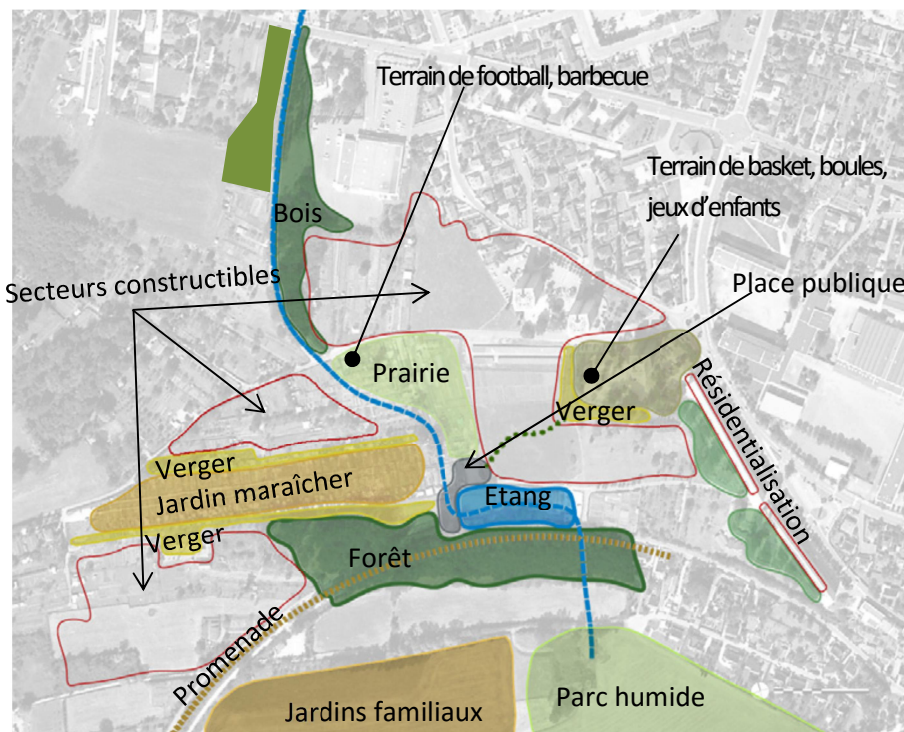 Terrain de football, barbecue
Terrain de basket, boules,
jeux d'enfants
Bois
Secteurs constructibles
Place publique
Prairie
Résidentialisation
Verger
Verger
Jardin maraîcher
Etang
Verger
Forêt
Promenade
Parc humide
Jardins familiaux